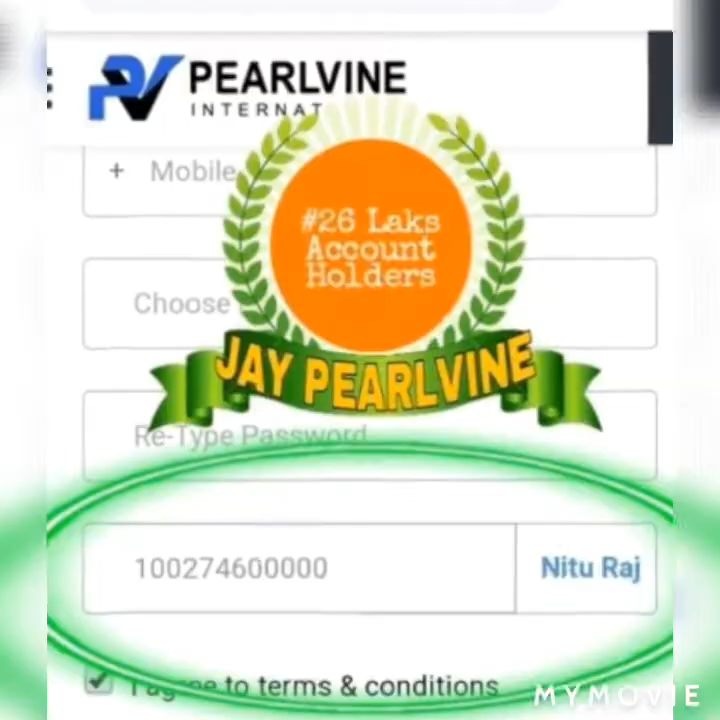 PEARLVINE
INTERNAT
+ Mobile
#26 Laks
Account
Holders
Choose
JAY PEARLVINE
Re-Type Password
100274600000
Nitu Raj
I agree to terms & conditions
MYMOVIE